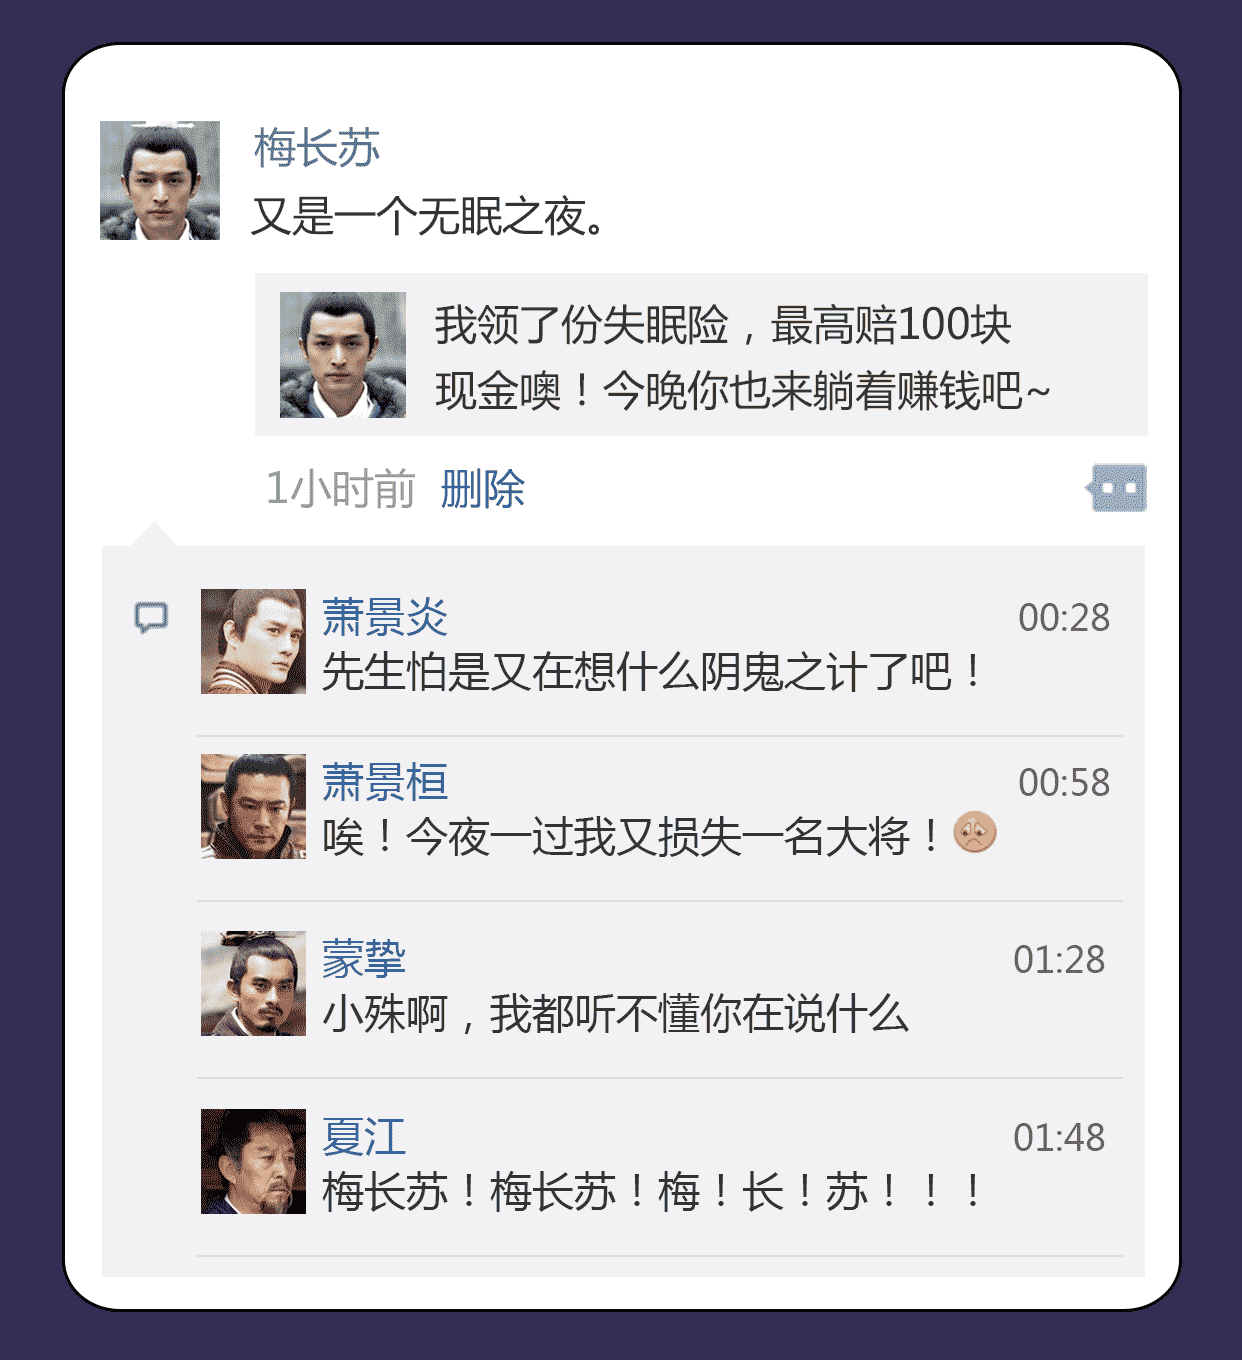 梅长苏
又是一个无眠之夜。
我领了份失眠险，最高赔100块
现金噢！今晚你也来躺着赚钱吧~
1小时前 删除
萧景炎 00:28
先生怕是又在想什么阴鬼之计了吧！
萧景桓 00:58
唉！今夜一过我又损失一名大将！
蒙挚 01:28
小殊啊，我都听不懂你在说什么
夏江 01:48
梅长苏！梅长苏！梅！长！苏！！！